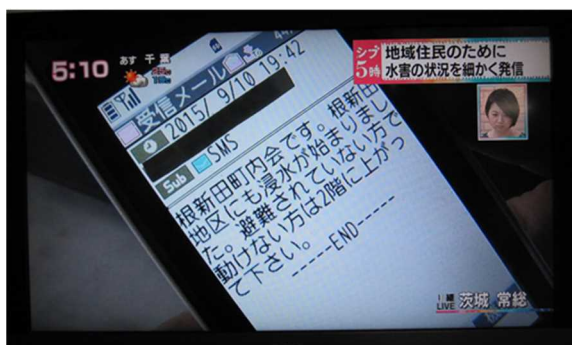 5:10
あす 千葉
シブ5時
地域住民のために
水害の状況を細かく発信
受信メール
2015/ 9/10 19:42
Sub SMS
根新田町内会です。根新田
地区にも浸水が始まりまし
た。避難されていない方で
動けない方は2階に上がっ
て下さい。
-----END-----
LIVE 茨城 常総